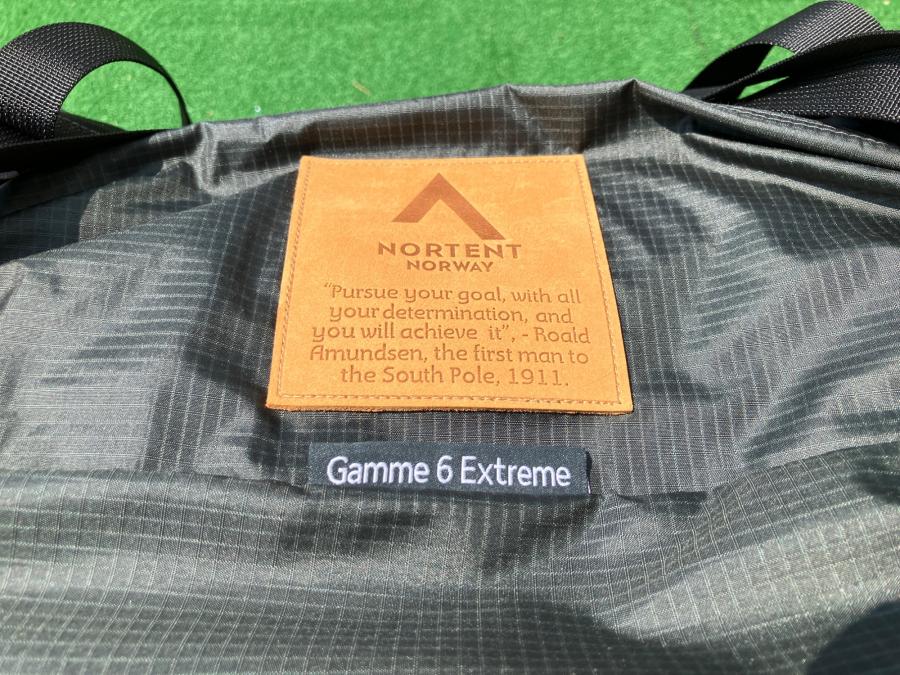 NORTENT
NORWAY
“Pursue your goal, with all
your determination, and
you will achieve it”, - Roald
Amundsen, the first man to
the South Pole, 1911.
Gamme 6 Extreme